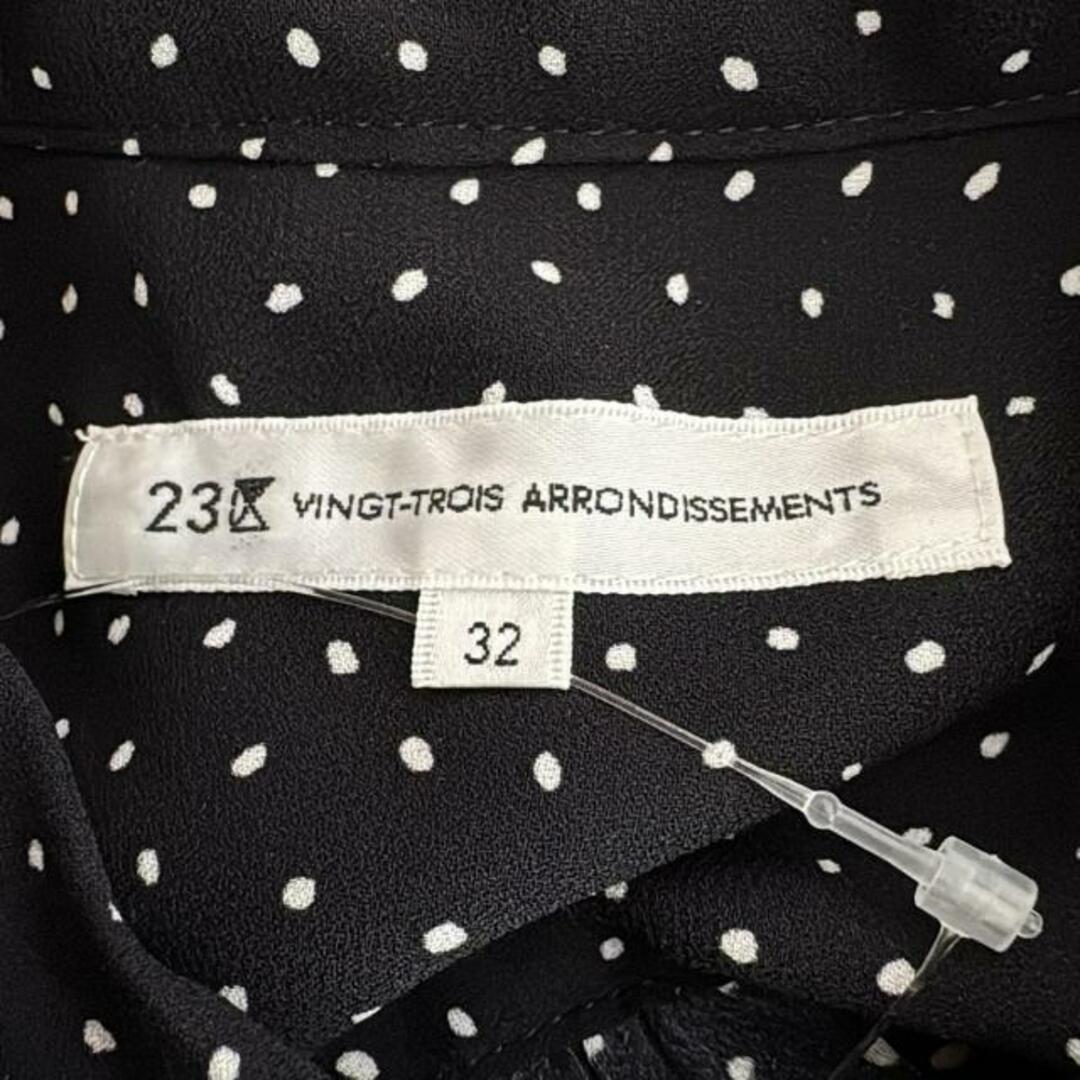 23区 VINGT-TROIS ARRONDISSEMENTS
32